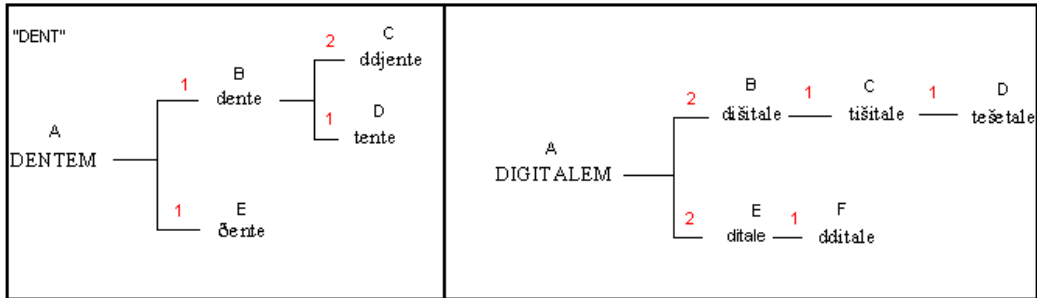 "DENT"
A
DENTEM
1
B
dente
2
C
ddjente
1
D
tente
1
E
ðente
A
DIGITALEM
2
B
dišitale
1
C
tišitale
1
D
tešetale
2
E
ditale
1
F
dditale